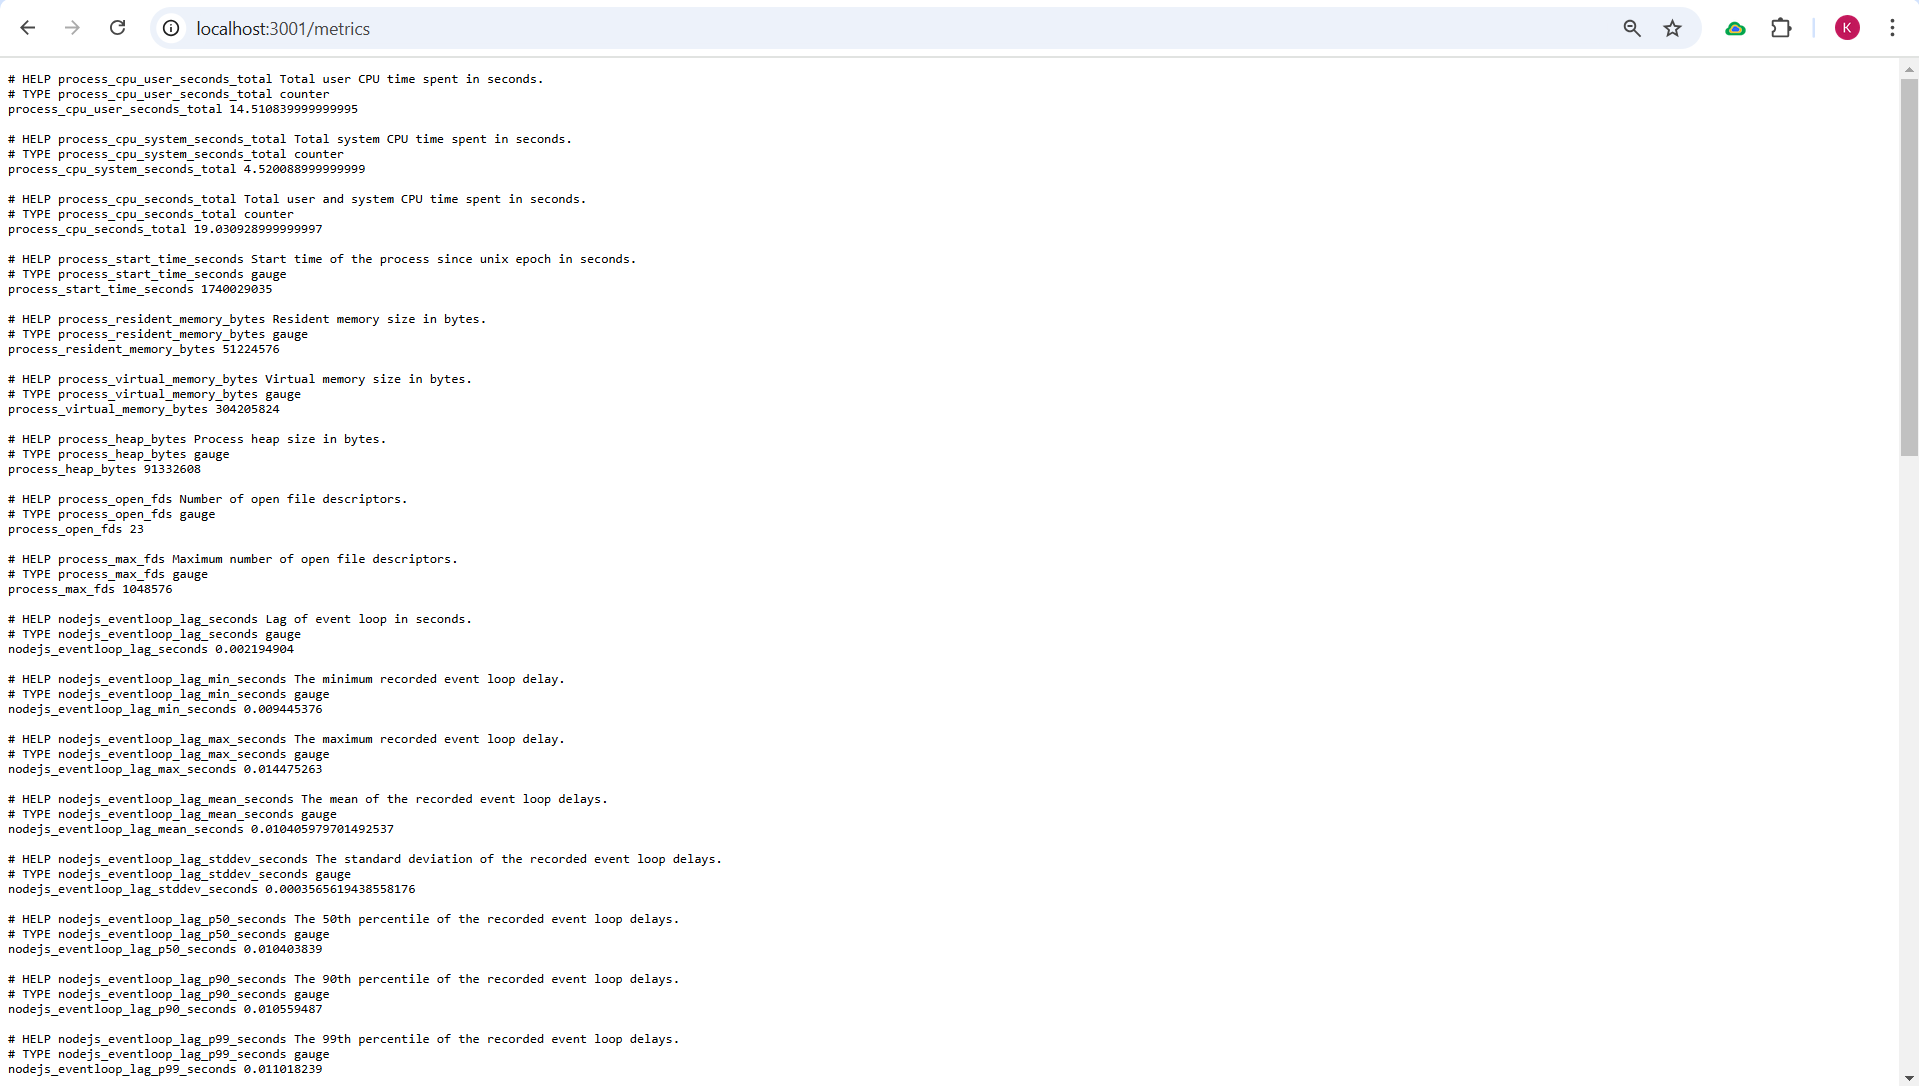 localhost:3001/metrics
K
# HELP process_cpu_user_seconds_total Total user CPU time spent in seconds.
# TYPE process_cpu_user_seconds_total counter
process_cpu_user_seconds_total 14.510839999999995
# HELP process_cpu_system_seconds_total Total system CPU time spent in seconds.
# TYPE process_cpu_system_seconds_total counter
process_cpu_system_seconds_total 4.520088999999999
# HELP process_cpu_seconds_total Total user and system CPU time spent in seconds.
# TYPE process_cpu_seconds_total counter
process_cpu_seconds_total 19.030928999999997
# HELP process_start_time_seconds Start time of the process since unix epoch in seconds.
# TYPE process_start_time_seconds gauge
process_start_time_seconds 1740029035
# HELP process_resident_memory_bytes Resident memory size in bytes.
# TYPE process_resident_memory_bytes gauge
process_resident_memory_bytes 51224576
# HELP process_virtual_memory_bytes Virtual memory size in bytes.
# TYPE process_virtual_memory_bytes gauge
process_virtual_memory_bytes 304205824
# HELP process_heap_bytes Process heap size in bytes.
# TYPE process_heap_bytes gauge
process_heap_bytes 91332608
# HELP process_open_fds Number of open file descriptors.
# TYPE process_open_fds gauge
process_open_fds 23
# HELP process_max_fds Maximum number of open file descriptors.
# TYPE process_max_fds gauge
process_max_fds 1048576
# HELP nodejs_eventloop_lag_seconds Lag of event loop in seconds.
# TYPE nodejs_eventloop_lag_seconds gauge
nodejs_eventloop_lag_seconds 0.002194904
# HELP nodejs_eventloop_lag_min_seconds The minimum recorded event loop delay.
# TYPE nodejs_eventloop_lag_min_seconds gauge
nodejs_eventloop_lag_min_seconds 0.009445376
# HELP nodejs_eventloop_lag_max_seconds The maximum recorded event loop delay.
# TYPE nodejs_eventloop_lag_max_seconds gauge
nodejs_eventloop_lag_max_seconds 0.014475263
# HELP nodejs_eventloop_lag_mean_seconds The mean of the recorded event loop delays.
# TYPE nodejs_eventloop_lag_mean_seconds gauge
nodejs_eventloop_lag_mean_seconds 0.010405979701492537
# HELP nodejs_eventloop_lag_stddev_seconds The standard deviation of the recorded event loop delays.
# TYPE nodejs_eventloop_lag_stddev_seconds gauge
nodejs_eventloop_lag_stddev_seconds 0.0003565619438558176
# HELP nodejs_eventloop_lag_p50_seconds The 50th percentile of the recorded event loop delays.
# TYPE nodejs_eventloop_lag_p50_seconds gauge
nodejs_eventloop_lag_p50_seconds 0.010403839
# HELP nodejs_eventloop_lag_p90_seconds The 90th percentile of the recorded event loop delays.
# TYPE nodejs_eventloop_lag_p90_seconds gauge
nodejs_eventloop_lag_p90_seconds 0.010559487
# HELP nodejs_eventloop_lag_p99_seconds The 99th percentile of the recorded event loop delays.
# TYPE nodejs_eventloop_lag_p99_seconds gauge
nodejs_eventloop_lag_p99_seconds 0.011018239